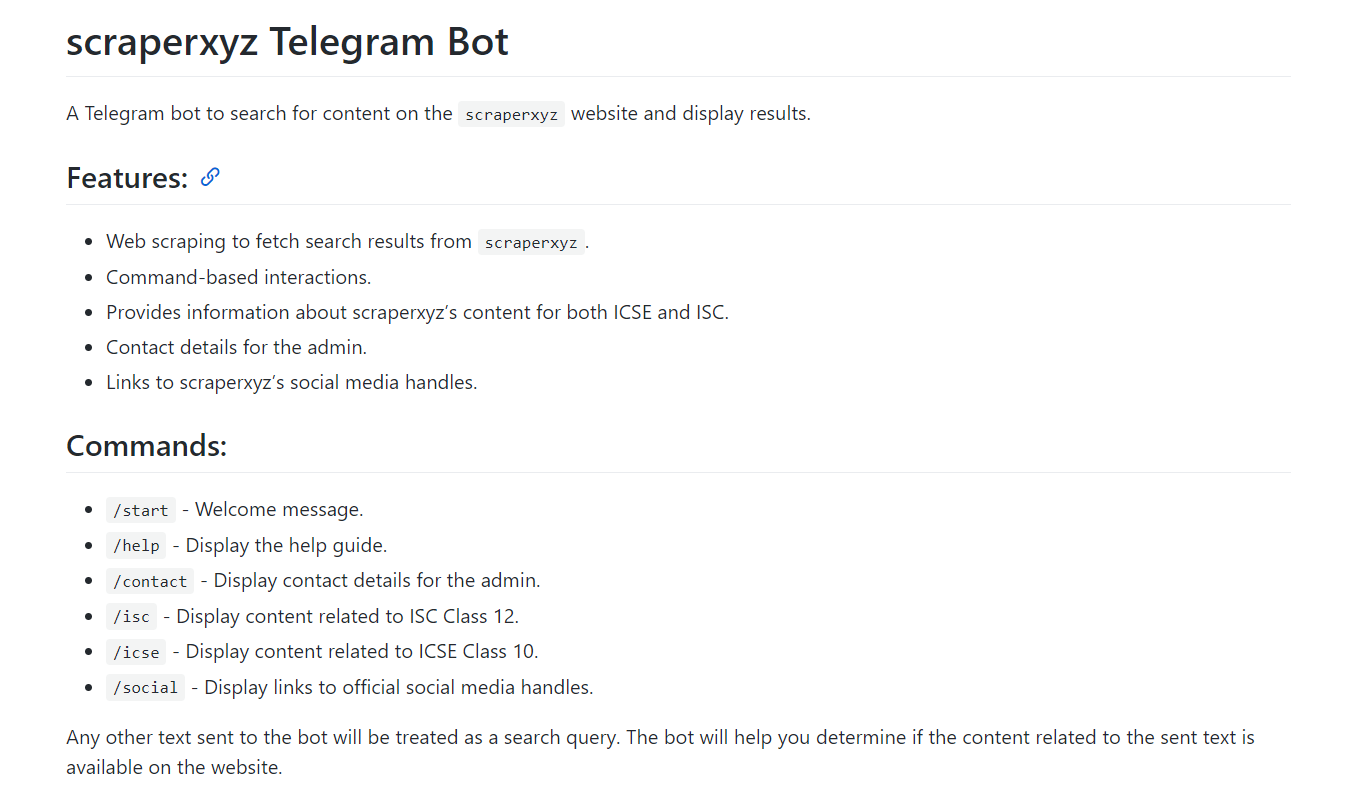 scraperxyz Telegram Bot
A Telegram bot to search for content on the scraperxyz website and display results.
Features:
Web scraping to fetch search results from scraperxyz.
Command-based interactions.
Provides information about scraperxyz’s content for both ICSE and ISC.
Contact details for the admin.
Links to scraperxyz’s social media handles.
Commands:
/start - Welcome message.
/help - Display the help guide.
/contact - Display contact details for the admin.
/isc - Display content related to ISC Class 12.
/icse - Display content related to ICSE Class 10.
/social - Display links to official social media handles.
Any other text sent to the bot will be treated as a search query. The bot will help you determine if the content related to the sent text is
available on the website.